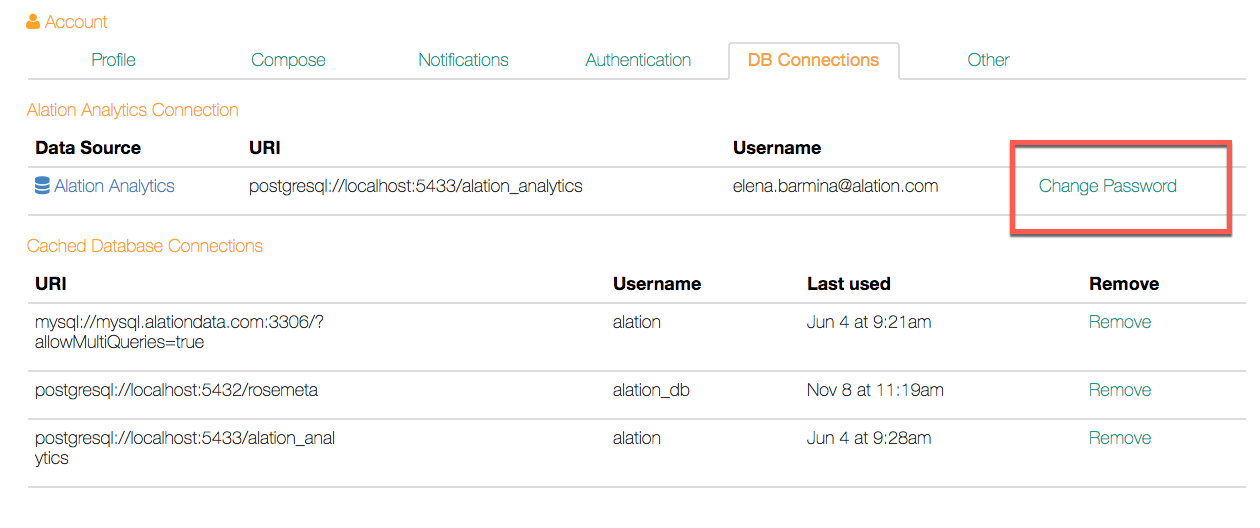 Account
Profile Compose Notifications Authentication DB Connections Other
Alation Analytics Connection
Data Source URI Username
Alation Analytics postgresql://localhost:5433/alation_analytics elena.barmina@alation.com Change Password
Cached Database Connections
URI Username Last used Remove
mysql://mysql.alationdata.com:3306/? alation Jun 4 at 9:21am Remove
allowMultiQueries=true
postgresql://localhost:5432/rosemeta alation_db Nov 8 at 11:19am Remove
postgresql://localhost:5433/alation_anal alation Jun 4 at 9:28am Remove
ytics